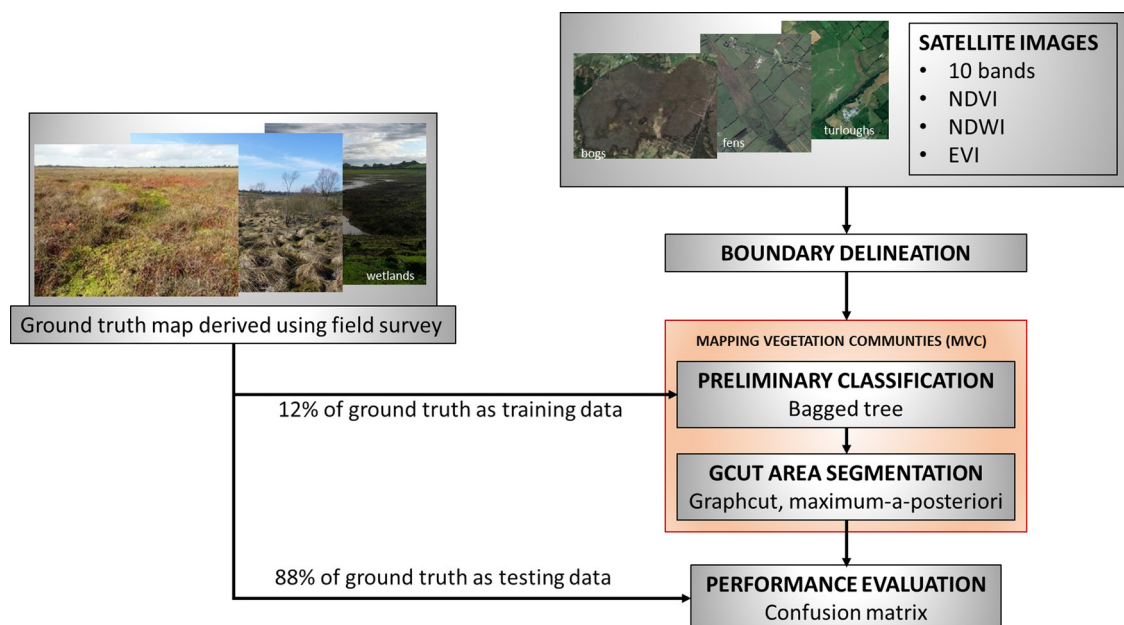 SATELLITE IMAGES
• 10 bands
• NDVI
• NDWI
• EVI
bogs
fens
turloughs
wetlands
Ground truth map derived using field survey
BOUNDARY DELINEATION
MAPPING VEGETATION COMMUNTIES (MVC)
PRELIMINARY CLASSIFICATION
Bagged tree
12% of ground truth as training data
GCUT AREA SEGMENTATION
Graphcut, maximum-a-posteriori
88% of ground truth as testing data
PERFORMANCE EVALUATION
Confusion matrix